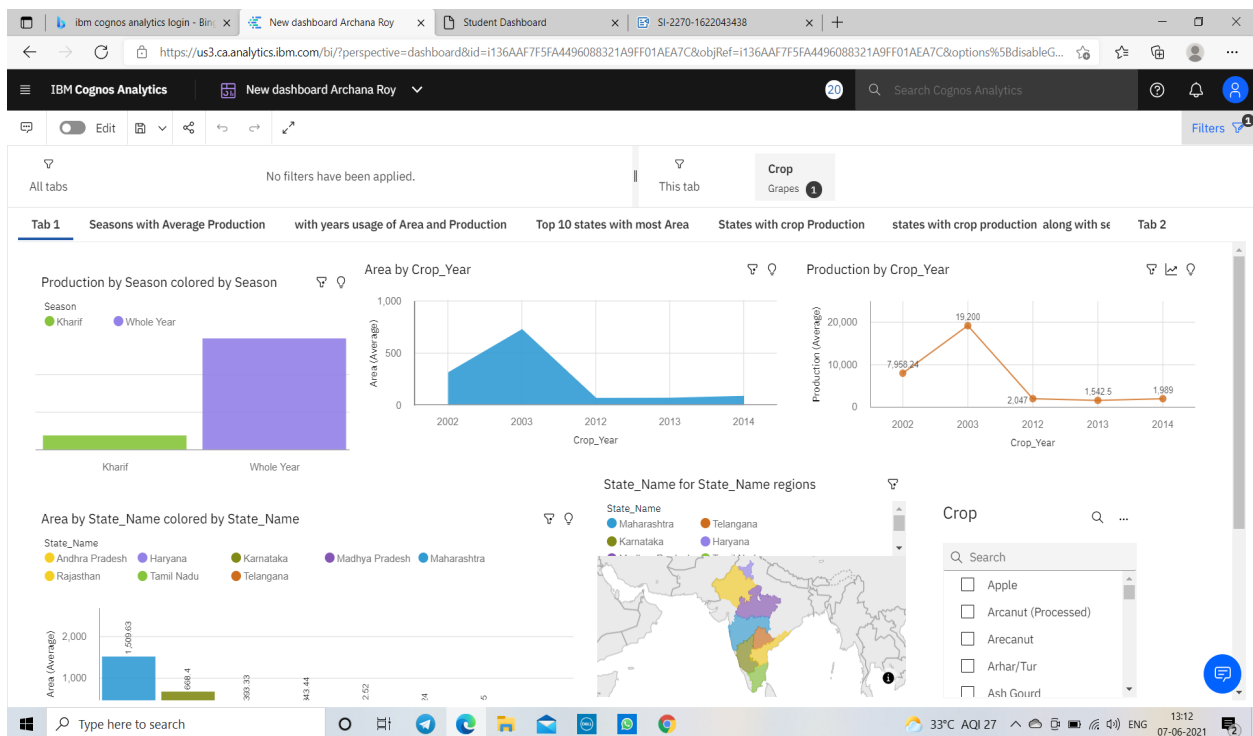 ibm cognos analytics login - Bing
New dashboard Archana Roy
Student Dashboard
SI-2270-1622043438
https://us3.ca.analytics.ibm.com/bi/?perspective=dashboard&id=i136AAF7F5FA4496088321A9FF01AEA7C&objRef=i136AAF7F5FA4496088321A9FF01AEA7C&options%5BdisableG...
IBM Cognos Analytics
New dashboard Archana Roy
20
Search Cognos Analytics
Edit
Filters 1
All tabs
No filters have been applied.
This tab
Crop
Grapes 1
Tab 1
Seasons with Average Production
with years usage of Area and Production
Top 10 states with most Area
States with crop Production
states with crop production along with se
Tab 2
Production by Season colored by Season
Season
Kharif
Whole Year
Kharif
Whole Year
Area by Crop_Year
Area (Average)
1,000
500
0
2002 2003 2012 2013 2014
Crop_Year
Production by Crop_Year
Production (Average)
20,000
10,000
0
7,958.24
19,200
2,047
1,542.5
1,989
2002 2003 2012 2013 2014
Crop_Year
Area by State_Name colored by State_Name
State_Name
Andhra Pradesh Haryana Karnataka Madhya Pradesh Maharashtra
Rajasthan Tamil Nadu Telangana
Area (Average)
2,000
1,000
1,509.63
668.4
393.33
343.44
2.52
24
5
State_Name for State_Name regions
State_Name
Maharashtra Telangana
Karnataka Haryana
Crop
Search
Apple
Arcanut (Processed)
Arecanut
Arhar/Tur
Ash Gourd
Type here to search
33°C AQI 27
ENG
13:12
07-06-2021
2